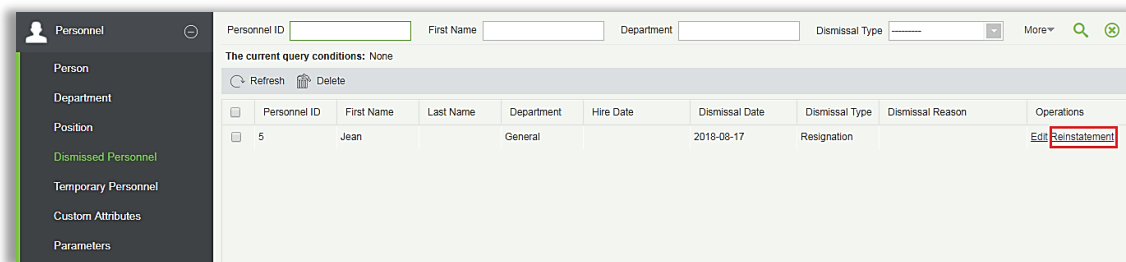 Personnel
Person
Department
Position
Dismissed Personnel
Temporary Personnel
Custom Attributes
Parameters
Personnel ID First Name Department Dismissal Type --------- More
The current query conditions: None
Refresh Delete
Personnel ID First Name Last Name Department Hire Date Dismissal Date Dismissal Type Dismissal Reason Operations
5 Jean General 2018-08-17 Resignation Edit Reinstatement